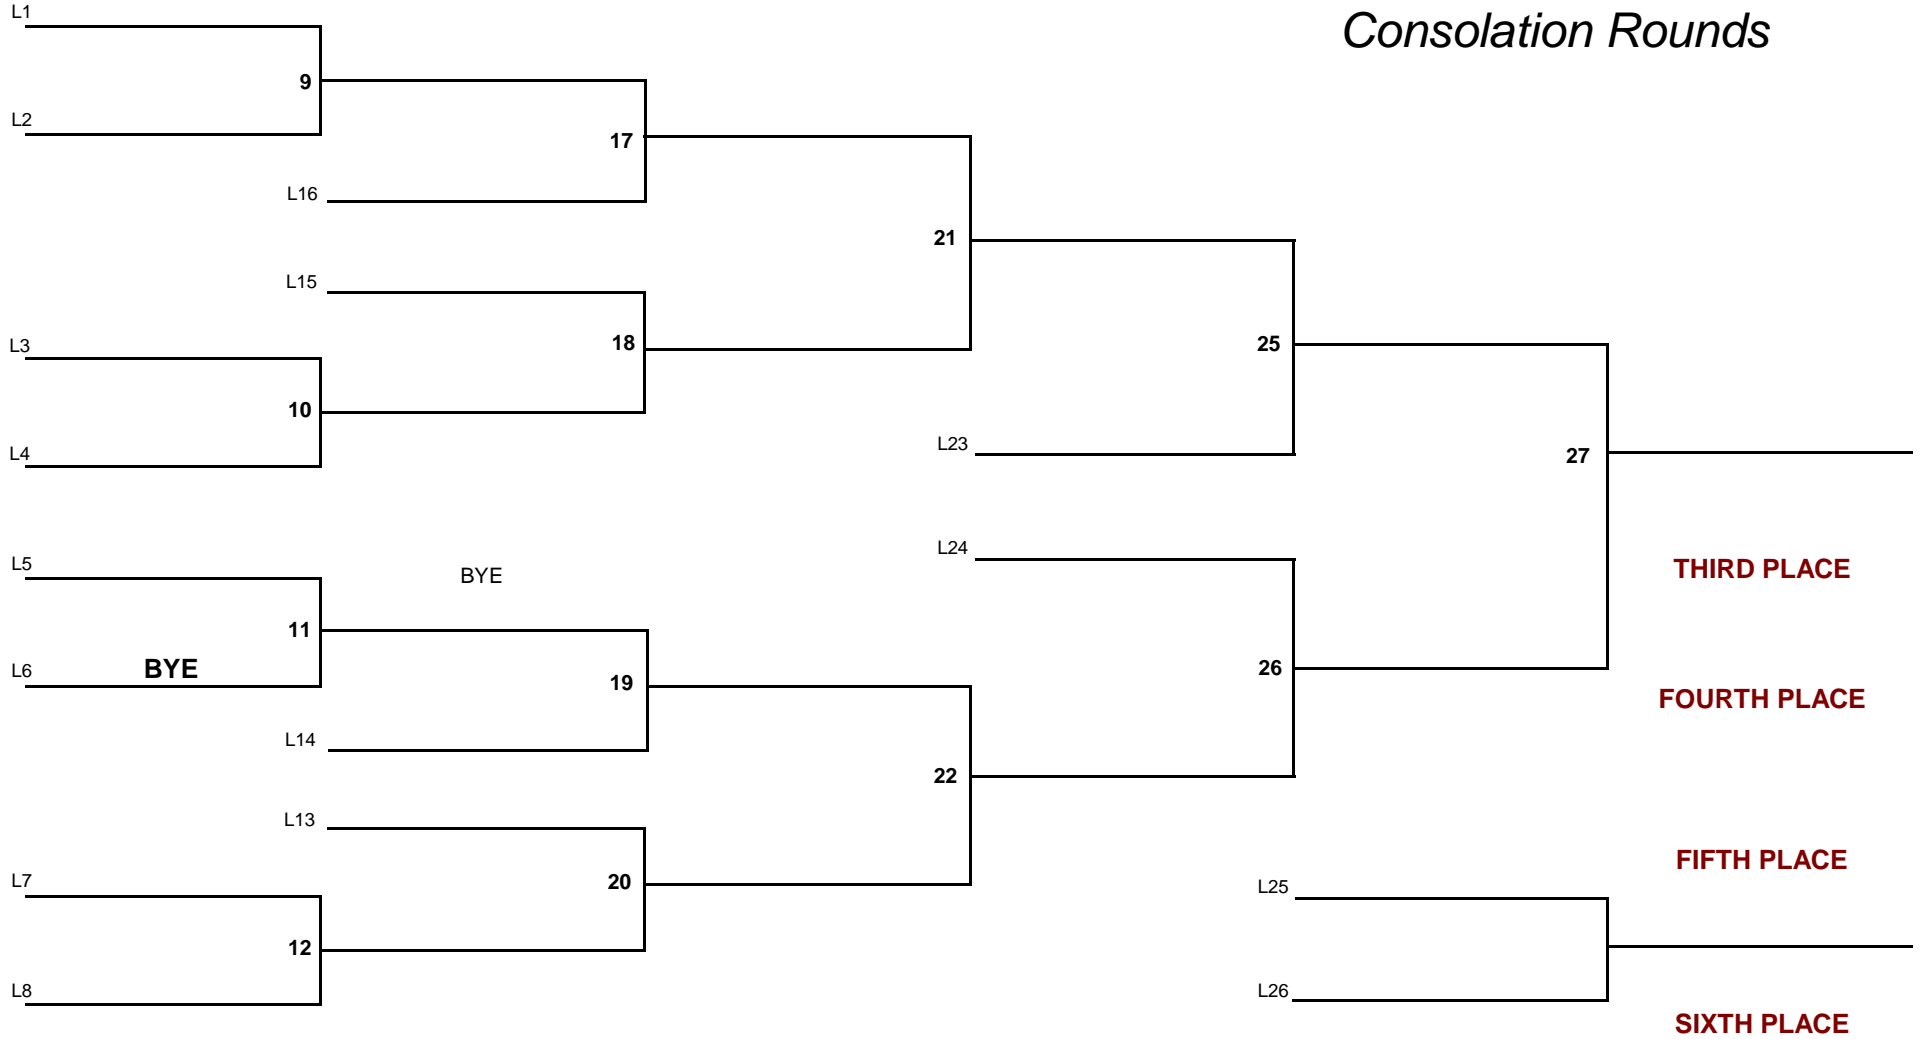 L1
Consolation Rounds
9
L2
17
L16
21
L15
L3
18
25
10
L4
L23
27
L24
L5
BYE
THIRD PLACE
11
L6
BYE
26
19
FOURTH PLACE
L14
22
L13
FIFTH PLACE
L7
20
L25
12
L8
L26
SIXTH PLACE